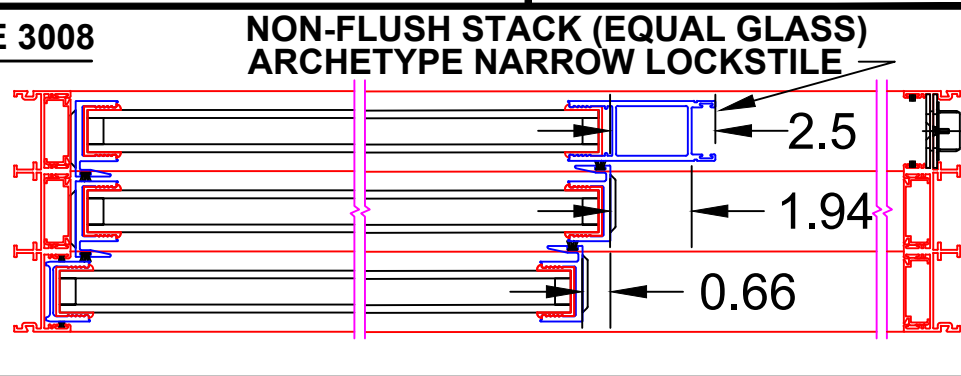 E 3008
NON-FLUSH STACK (EQUAL GLASS)
ARCHETYPE NARROW LOCKSTILE
2.5
1.94
0.66